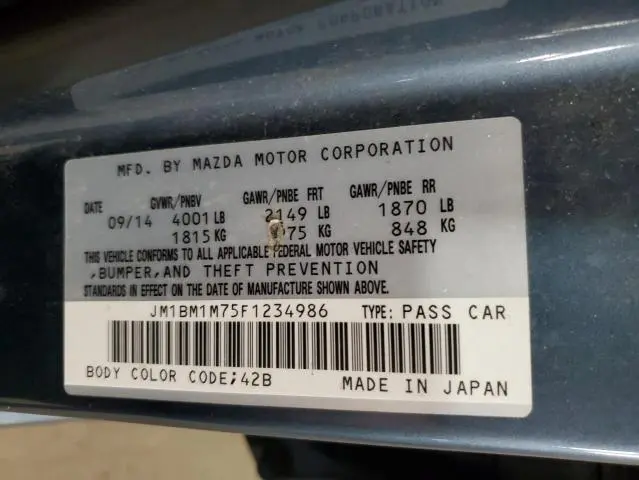 MFD. BY MAZDA MOTOR CORPORATION
DATE GVWR/PNBV GAWR/PNBE FRT GAWR/PNBE RR
09/14 4001 LB 2149 LB 1870 LB
1815 KG KG 848 KG
THIS VEHICLE CONFORMS TO ALL APPLICABLE FEDERAL MOTOR VEHICLE SAFETY
,BUMPER,AND THEFT PREVENTION
STANDARDS IN EFFECT ON THE DATE OF MANUFACTURE SHOWN ABOVE.
JM1BM1M75F1234986 TYPE: PASS CAR
BODY COLOR CODE;42B MADE IN JAPAN